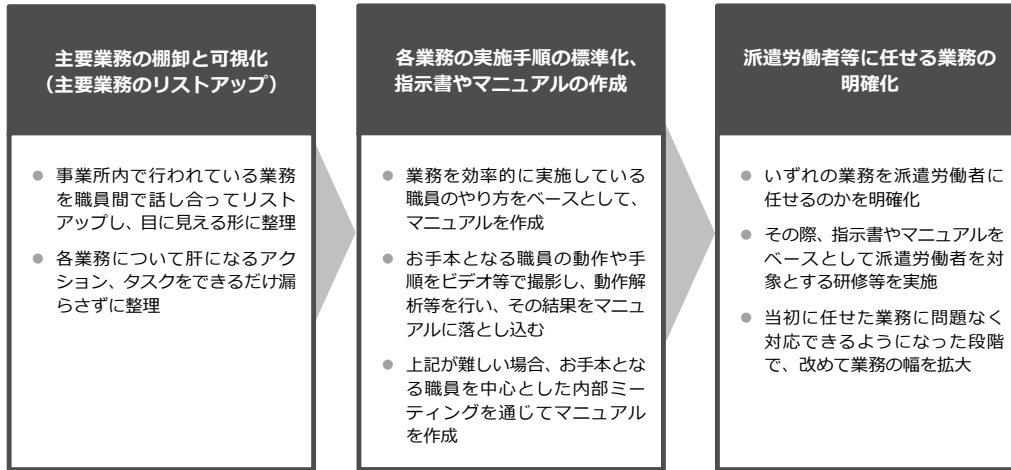 主要業務の棚卸と可視化
（主要業務のリストアップ）
● 事業所内で行われている業務
を職員間で話し合ってリスト
アップし、目に見える形に整理
● 各業務について肝になるアク
ション、タスクをできるだけ漏
らさずに整理
各業務の実施手順の標準化、
指示書やマニュアルの作成
● 業務を効率的に実施している
職員のやり方をベースとして、
マニュアルを作成
● お手本となる職員の動作や手
順をビデオ等で撮影し、動作解
析等を行い、その結果をマニュ
アルに落とし込む
● 上記が難しい場合、お手本とな
る職員を中心とした内部ミー
ティングを通じてマニュアル
を作成
派遣労働者等に任せる業務の
明確化
● いずれの業務を派遣労働者に
任せるのかを明確化
● その際、指示書やマニュアルを
ベースとして派遣労働者を対
象とする研修等を実施
● 当初に任せた業務に問題なく
対応できるようになった段階
で、改めて業務の幅を拡大